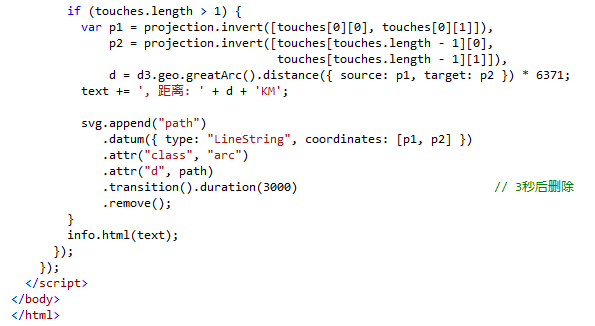 if (touches.length > 1) {
var p1 = projection.invert([touches[0][0], touches[0][1]]),
p2 = projection.invert([touches[touches.length - 1][0],
touches[touches.length - 1][1]]),
d = d3.geo.greatArc().distance({ source: p1, target: p2 }) * 6371;
text += ', 距离: ' + d + 'KM';
svg.append("path")
.datum({ type: "LineString", coordinates: [p1, p2] })
.attr("class", "arc")
.attr("d", path)
.transition().duration(3000) // 3秒后删除
.remove();
}
info.html(text);
});
});
</script>
</body>
</html>